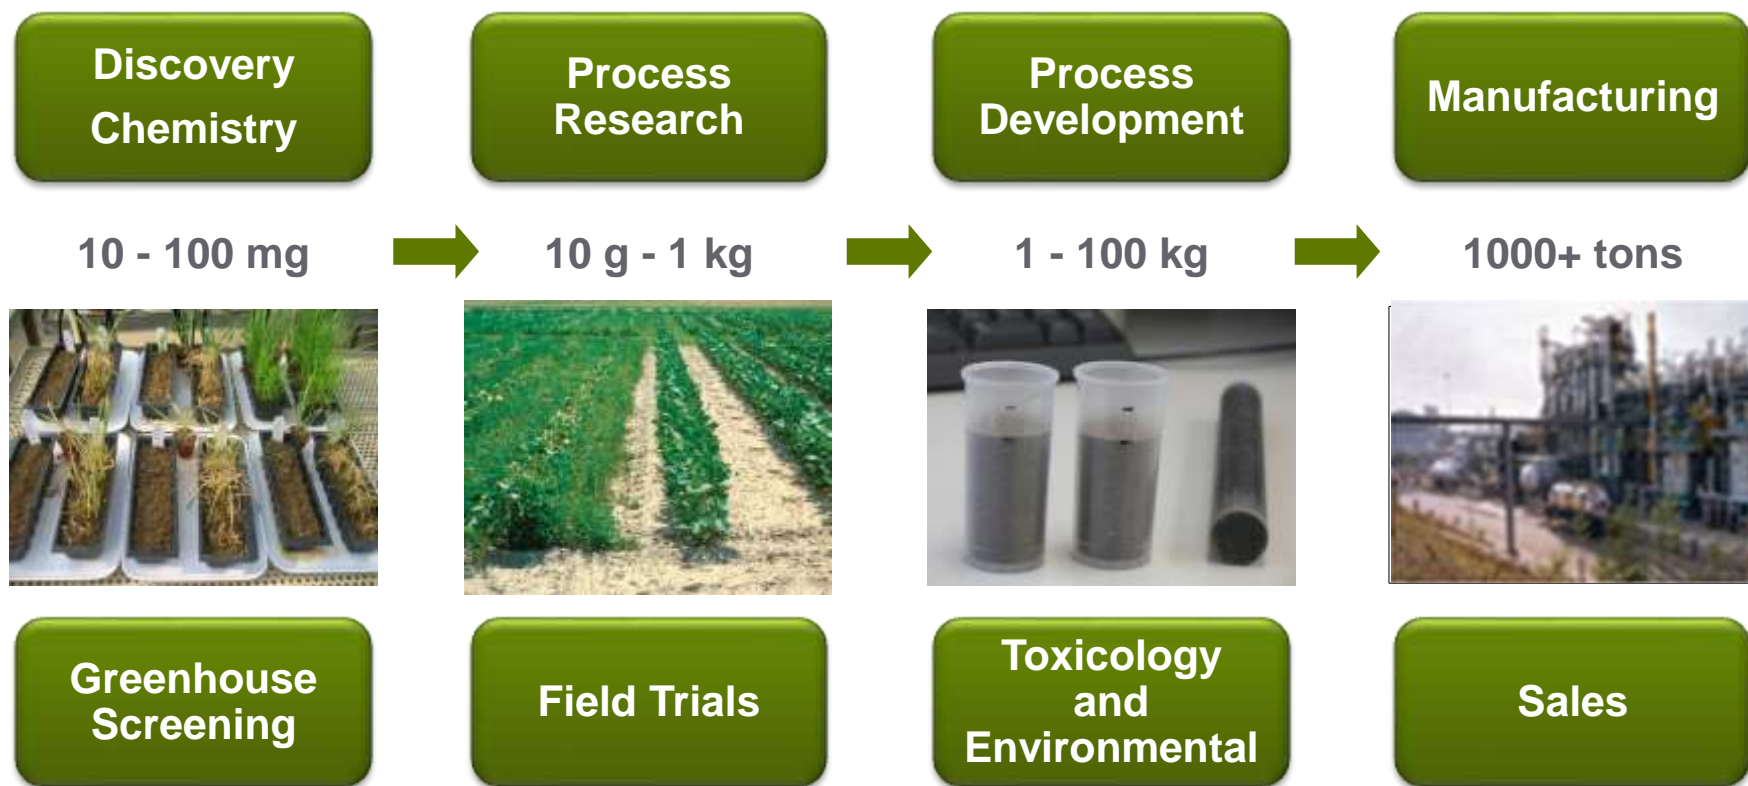 Discovery
Chemistry
Process
Research
Process
Development
Manufacturing
10 - 100 mg
10 g - 1 kg
1 - 100 kg
1000+ tons
Greenhouse
Screening
Field Trials
Toxicology
and
Environmental
Sales